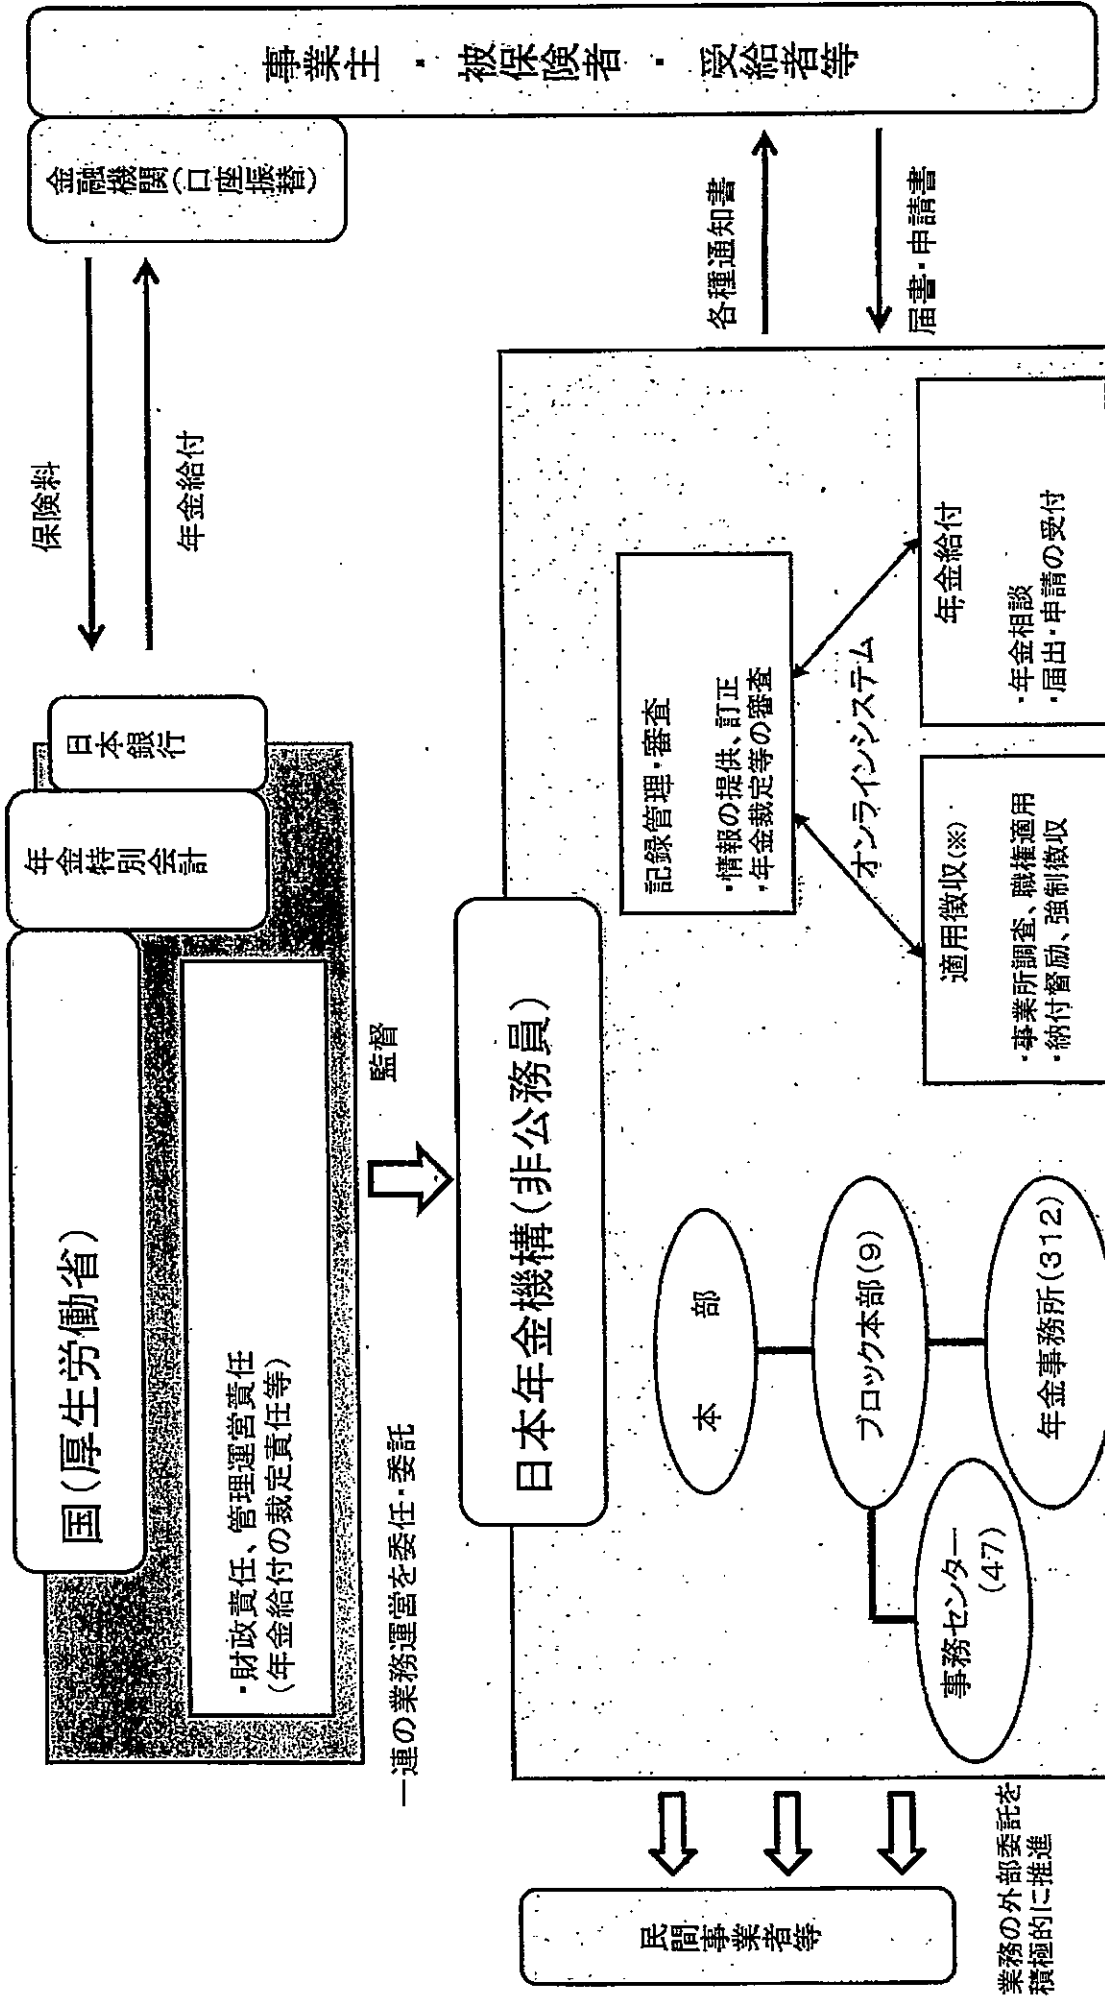 国(厚生労働省)
年金特別会計
日本
銀行
・財政責任、管理運営責任
(年金給付の裁定責任等)
保険料
年金給付
金融
機関(口座振替)
事業主 ・ 被保険者 ・ 受給者等
一連の業務運営を委任・委託
監督
日本年金機構(非公務員)
本 部
ブロック本部(9)
事務センター
(47)
年金事務所(312)
記録管理・審査
・情報の提供、訂正
・年金裁定等の審査
オンラインシステム
適用徴収(※)
・事業所調査、職権適用
・納付督励、強制徴収
年金給付
・年金相談
・届出・申請の受付
各種通知書
届書・申請書
民間事業者等
業務の外部委託を
積極的に推進